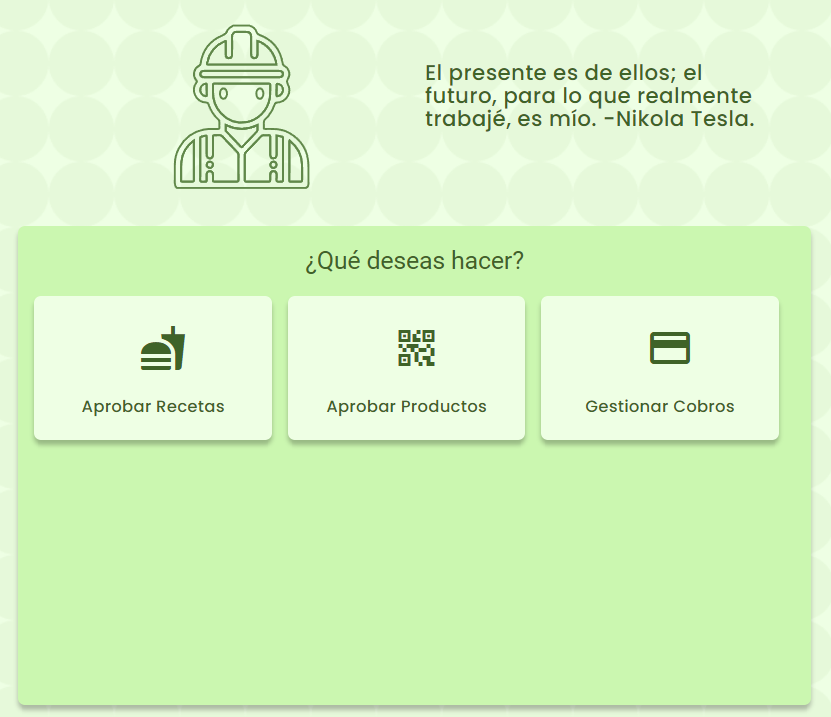 El presente es de ellos; el
futuro, para lo que realmente
trabajé, es mío. -Nikola Tesla.
¿Qué deseas hacer?
Aprobar Recetas
Aprobar Productos
Gestionar Cobros